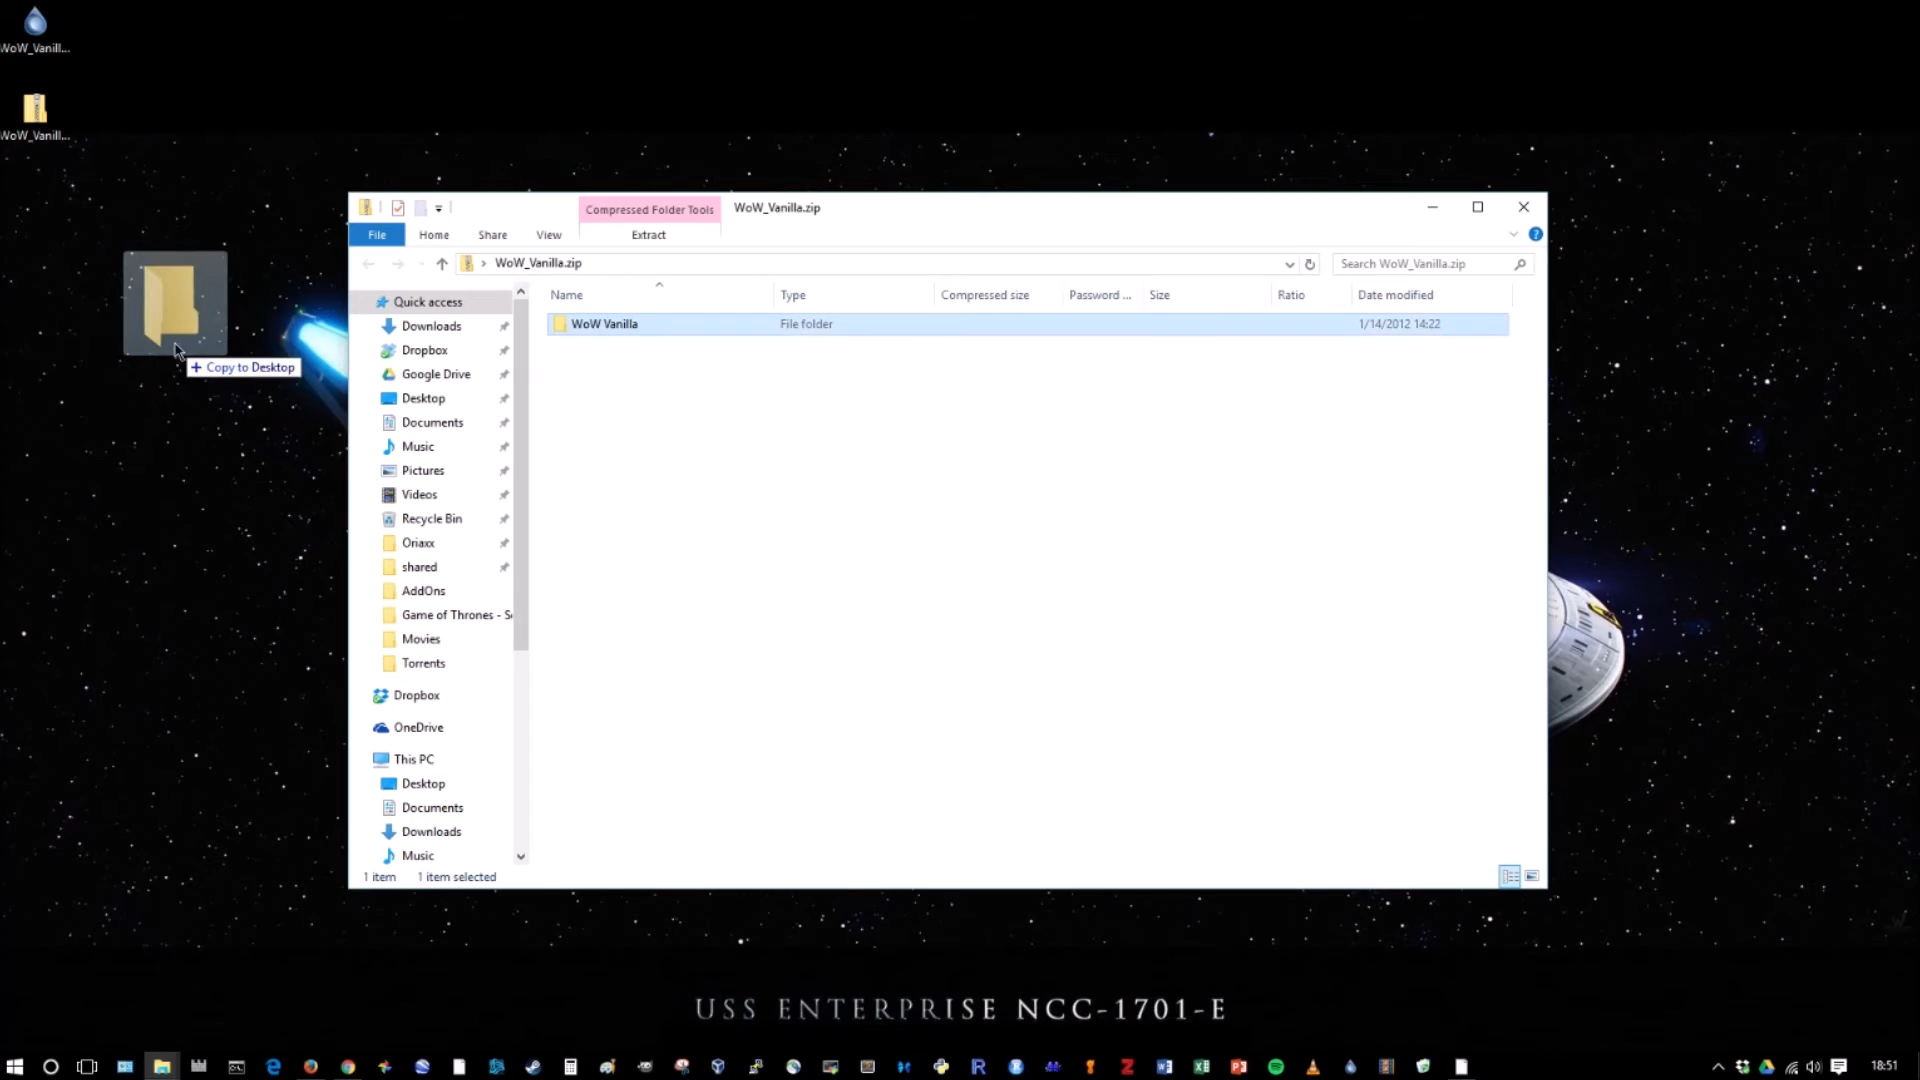 WoW_Vanill...
WoW_Vanill...
Compressed Folder Tools
WoW_Vanilla.zip
File
Home
Share
View
Extract
WoW_Vanilla.zip
Search WoW_Vanilla.zip
Name
Type
Compressed size
Password ...
Size
Ratio
Date modified
WoW Vanilla
File folder
1/14/2012 14:22
Copy to Desktop
Quick access
Downloads
Dropbox
Google Drive
Desktop
Documents
Music
Pictures
Videos
Recycle Bin
Oriaxx
shared
AddOns
Game of Thrones - S
Movies
Torrents
Dropbox
OneDrive
This PC
Desktop
Documents
Downloads
Music
1 item
1 item selected
USS ENTERPRISE NCC-1701-E
18:51